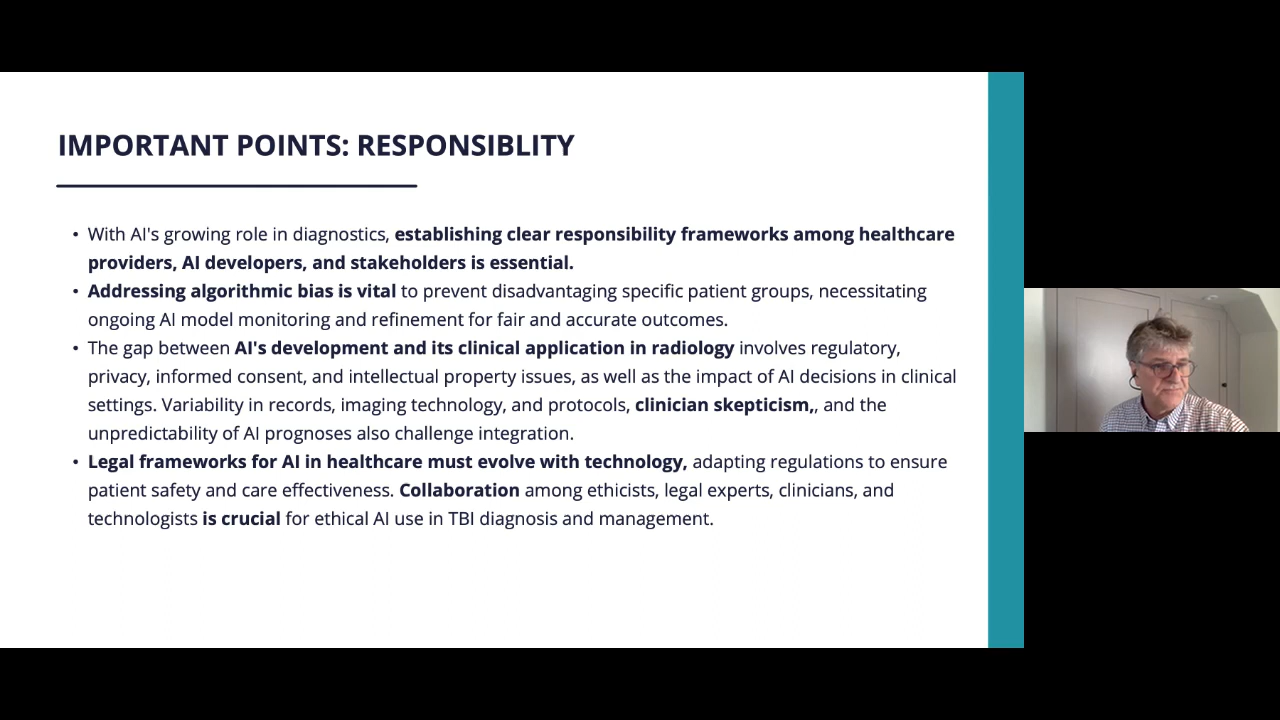 IMPORTANT POINTS: RESPONSIBLITY
• With AI's growing role in diagnostics, establishing clear responsibility frameworks among healthcare
providers, AI developers, and stakeholders is essential.
• Addressing algorithmic bias is vital to prevent disadvantaging specific patient groups, necessitating
ongoing AI model monitoring and refinement for fair and accurate outcomes.
• The gap between AI's development and its clinical application in radiology involves regulatory,
privacy, informed consent, and intellectual property issues, as well as the impact of AI decisions in clinical
settings. Variability in records, imaging technology, and protocols, clinician skepticism,, and the
unpredictability of AI prognoses also challenge integration.
• Legal frameworks for AI in healthcare must evolve with technology, adapting regulations to ensure
patient safety and care effectiveness. Collaboration among ethicists, legal experts, clinicians, and
technologists is crucial for ethical AI use in TBI diagnosis and management.